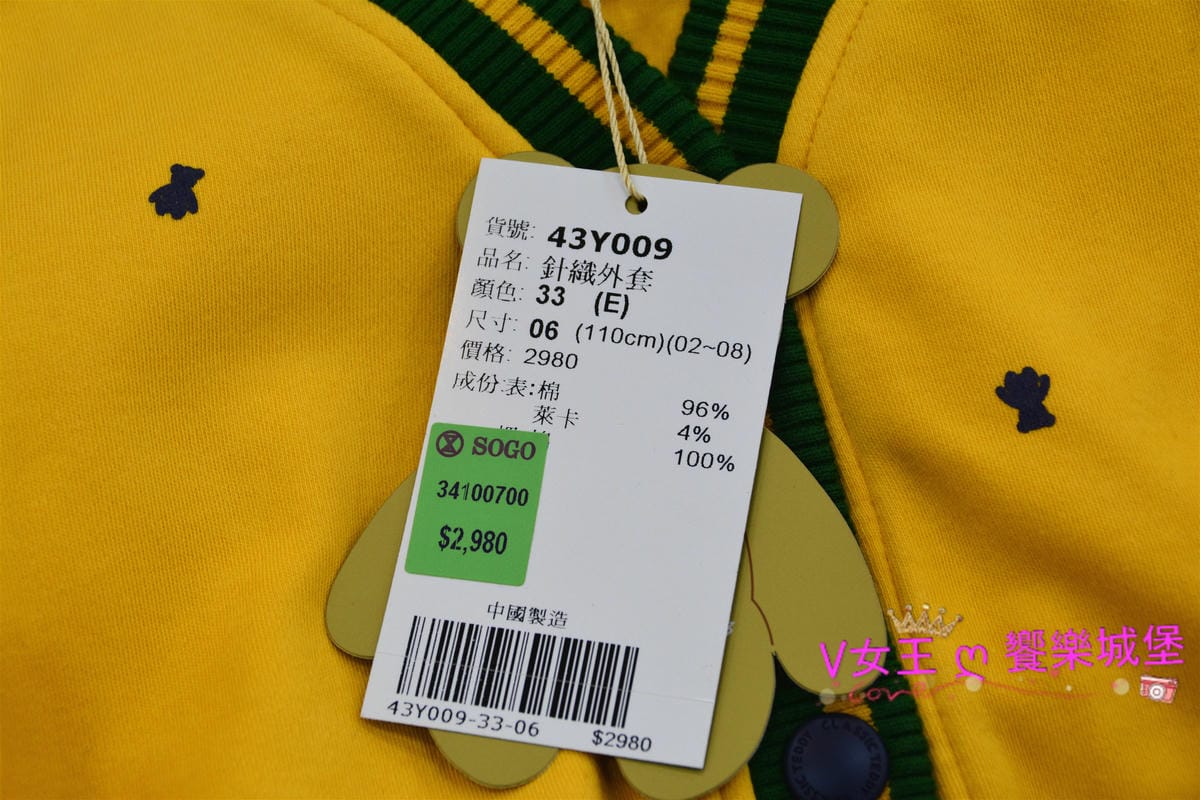 貨號: 43Y009
品名: 針織外套
顏色: 33 (E)
尺寸: 06 (110cm)(02~08)
價格: 2980
成份表:棉 96%
萊卡 4%
100%
SOGO
34100700
$2,980
中國製造
43Y009-33-06 $2980
V女王 ღ 饗樂城堡
CLASSIC TEDDY